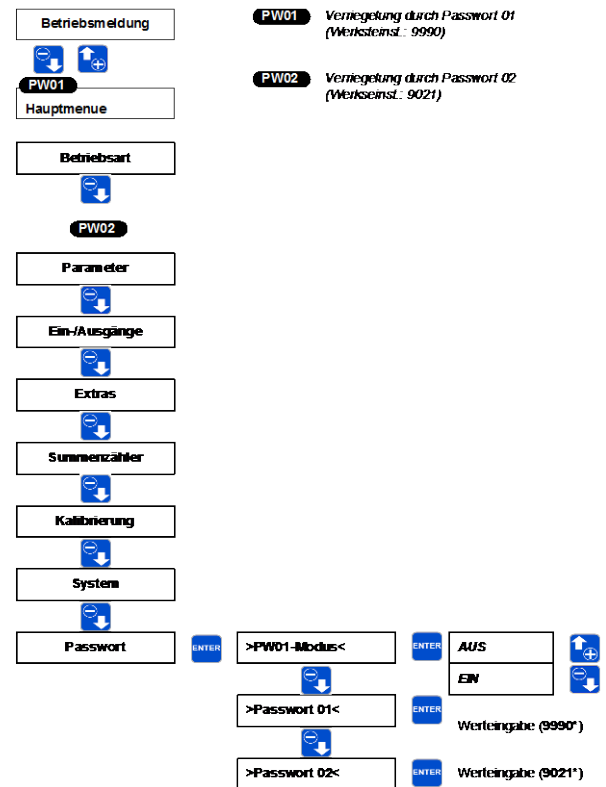 Betriebsmeldung
PW01 Verriegelung durch Passwort 01
(Werksteinst.: 9990)
PW01
Hauptmenue
PW02 Verriegelung durch Passwort 02
(Werkseinst.: 9021)
Betriebsart
PW02
Parameter
Ein-/Ausgänge
Extras
Summenzähler
Kalibrierung
System
Passwort ENTER >PW01-Modus< ENTER AUS
EIN
>Passwort 01< ENTER Werteingabe (9990*)
>Passwort 02< ENTER Werteingabe (9021*)